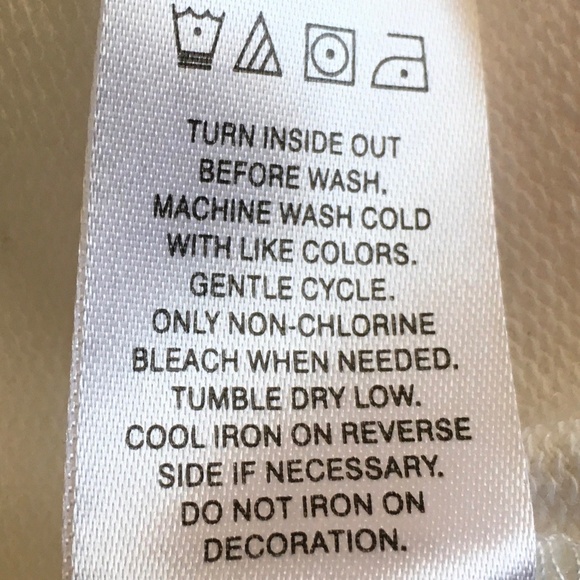 TURN INSIDE OUT
BEFORE WASH.
MACHINE WASH COLD
WITH LIKE COLORS.
GENTLE CYCLE.
ONLY NON-CHLORINE
BLEACH WHEN NEEDED.
TUMBLE DRY LOW.
COOL IRON ON REVERSE
SIDE IF NECESSARY.
DO NOT IRON ON
DECORATION.